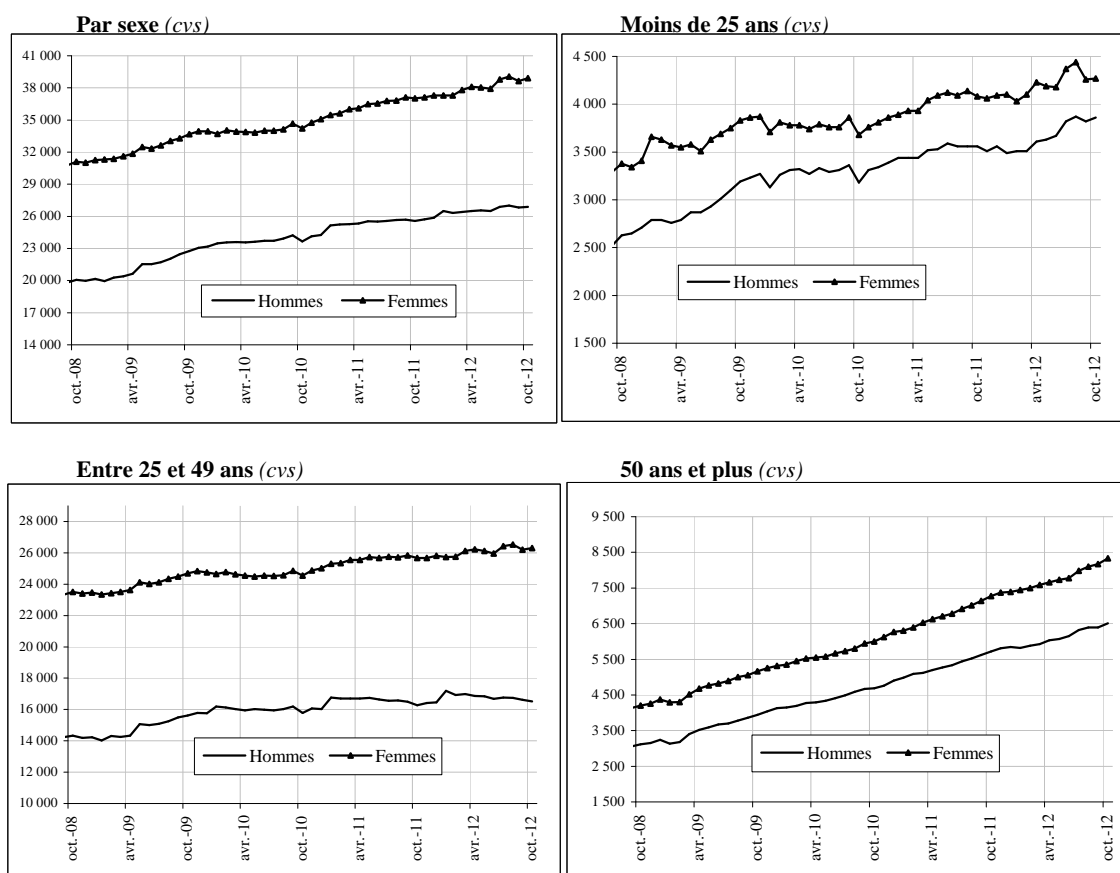 Par sexe (cvs)
41 000
38 000
35 000
32 000
29 000
26 000
23 000
20 000
17 000
14 000
oct.-08
avr.-09
oct.-09
avr.-10
oct.-10
avr.-11
oct.-11
avr.-12
oct.-12
Hommes Femmes
Moins de 25 ans (cvs)
4 500
4 000
3 500
3 000
2 500
2 000
1 500
oct.-08
avr.-09
oct.-09
avr.-10
oct.-10
avr.-11
oct.-11
avr.-12
oct.-12
Hommes Femmes
Entre 25 et 49 ans (cvs)
28 000
26 000
24 000
22 000
20 000
18 000
16 000
14 000
12 000
10 000
oct.-08
avr.-09
oct.-09
avr.-10
oct.-10
avr.-11
oct.-11
avr.-12
oct.-12
Hommes Femmes
50 ans et plus (cvs)
9 500
8 500
7 500
6 500
5 500
4 500
3 500
2 500
1 500
oct.-08
avr.-09
oct.-09
avr.-10
oct.-10
avr.-11
oct.-11
avr.-12
oct.-12
Hommes Femmes